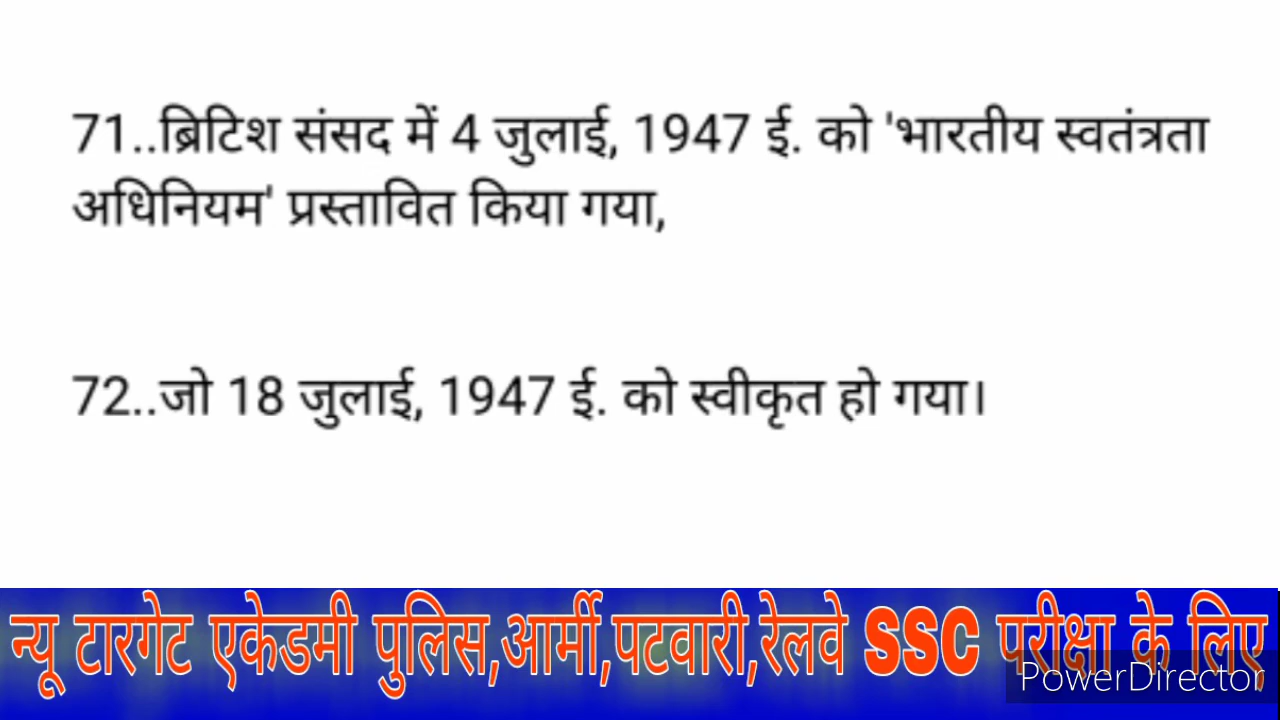 71..ब्रिटिश संसद में 4 जुलाई, 1947 ई. को 'भारतीय स्वतंत्रता
अधिनियम' प्रस्तावित किया गया,
72..जो 18 जुलाई, 1947 ई. को स्वीकृत हो गया।
न्यू टारगेट एकेडमी पुलिस,आर्मी,पटवारी,रेलवे SSC परीक्षा के लिए
PowerDirector